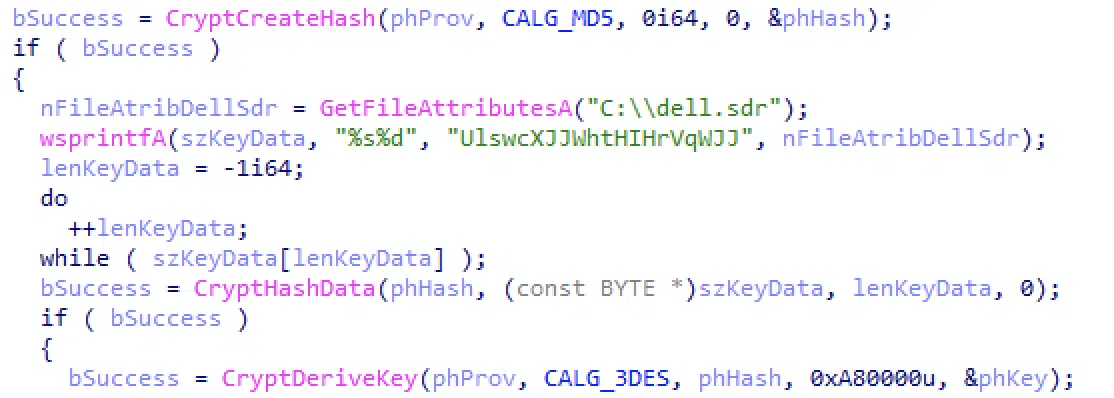 bSuccess = CryptCreateHash(phProv, CALG_MD5, 0i64, 0, &phHash);
if ( bSuccess )
{
nFileAtribDellSdr = GetFileAttributesA("C:\\dell.sdr");
wsprintfA(szKeyData, "%s%d", "UlswcXJJWhtHIHrVqWJJ", nFileAtribDellSdr);
lenKeyData = -1i64;
do
++lenKeyData;
while ( szKeyData[lenKeyData] );
bSuccess = CryptHashData(phHash, (const BYTE *)szKeyData, lenKeyData, 0);
if ( bSuccess )
{
bSuccess = CryptDeriveKey(phProv, CALG_3DES, phHash, 0xA80000u, &phKey);